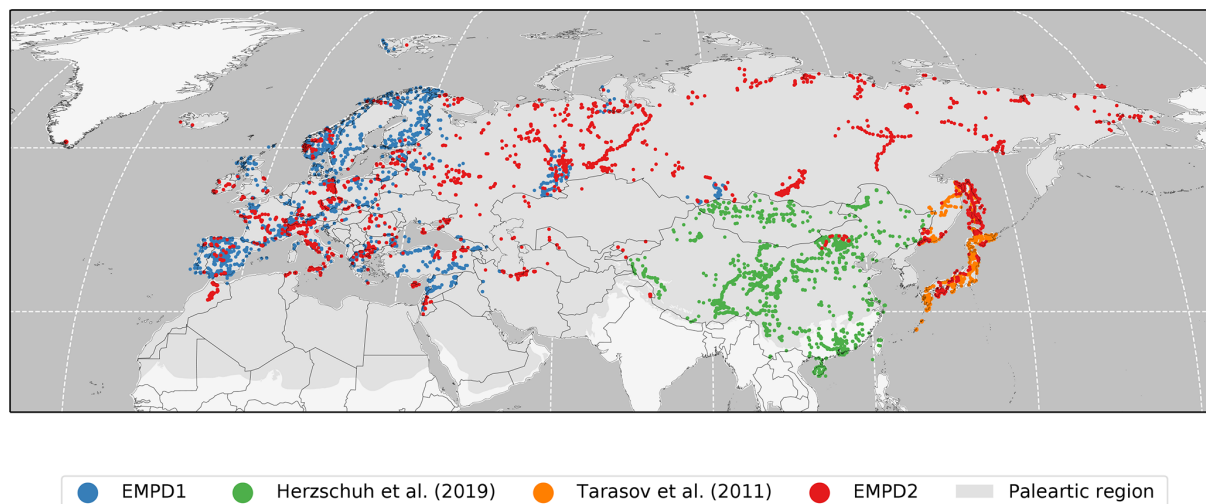 EMPD1 Herzschuh et al. (2019) Tarasov et al. (2011) EMPD2 Paleartic region